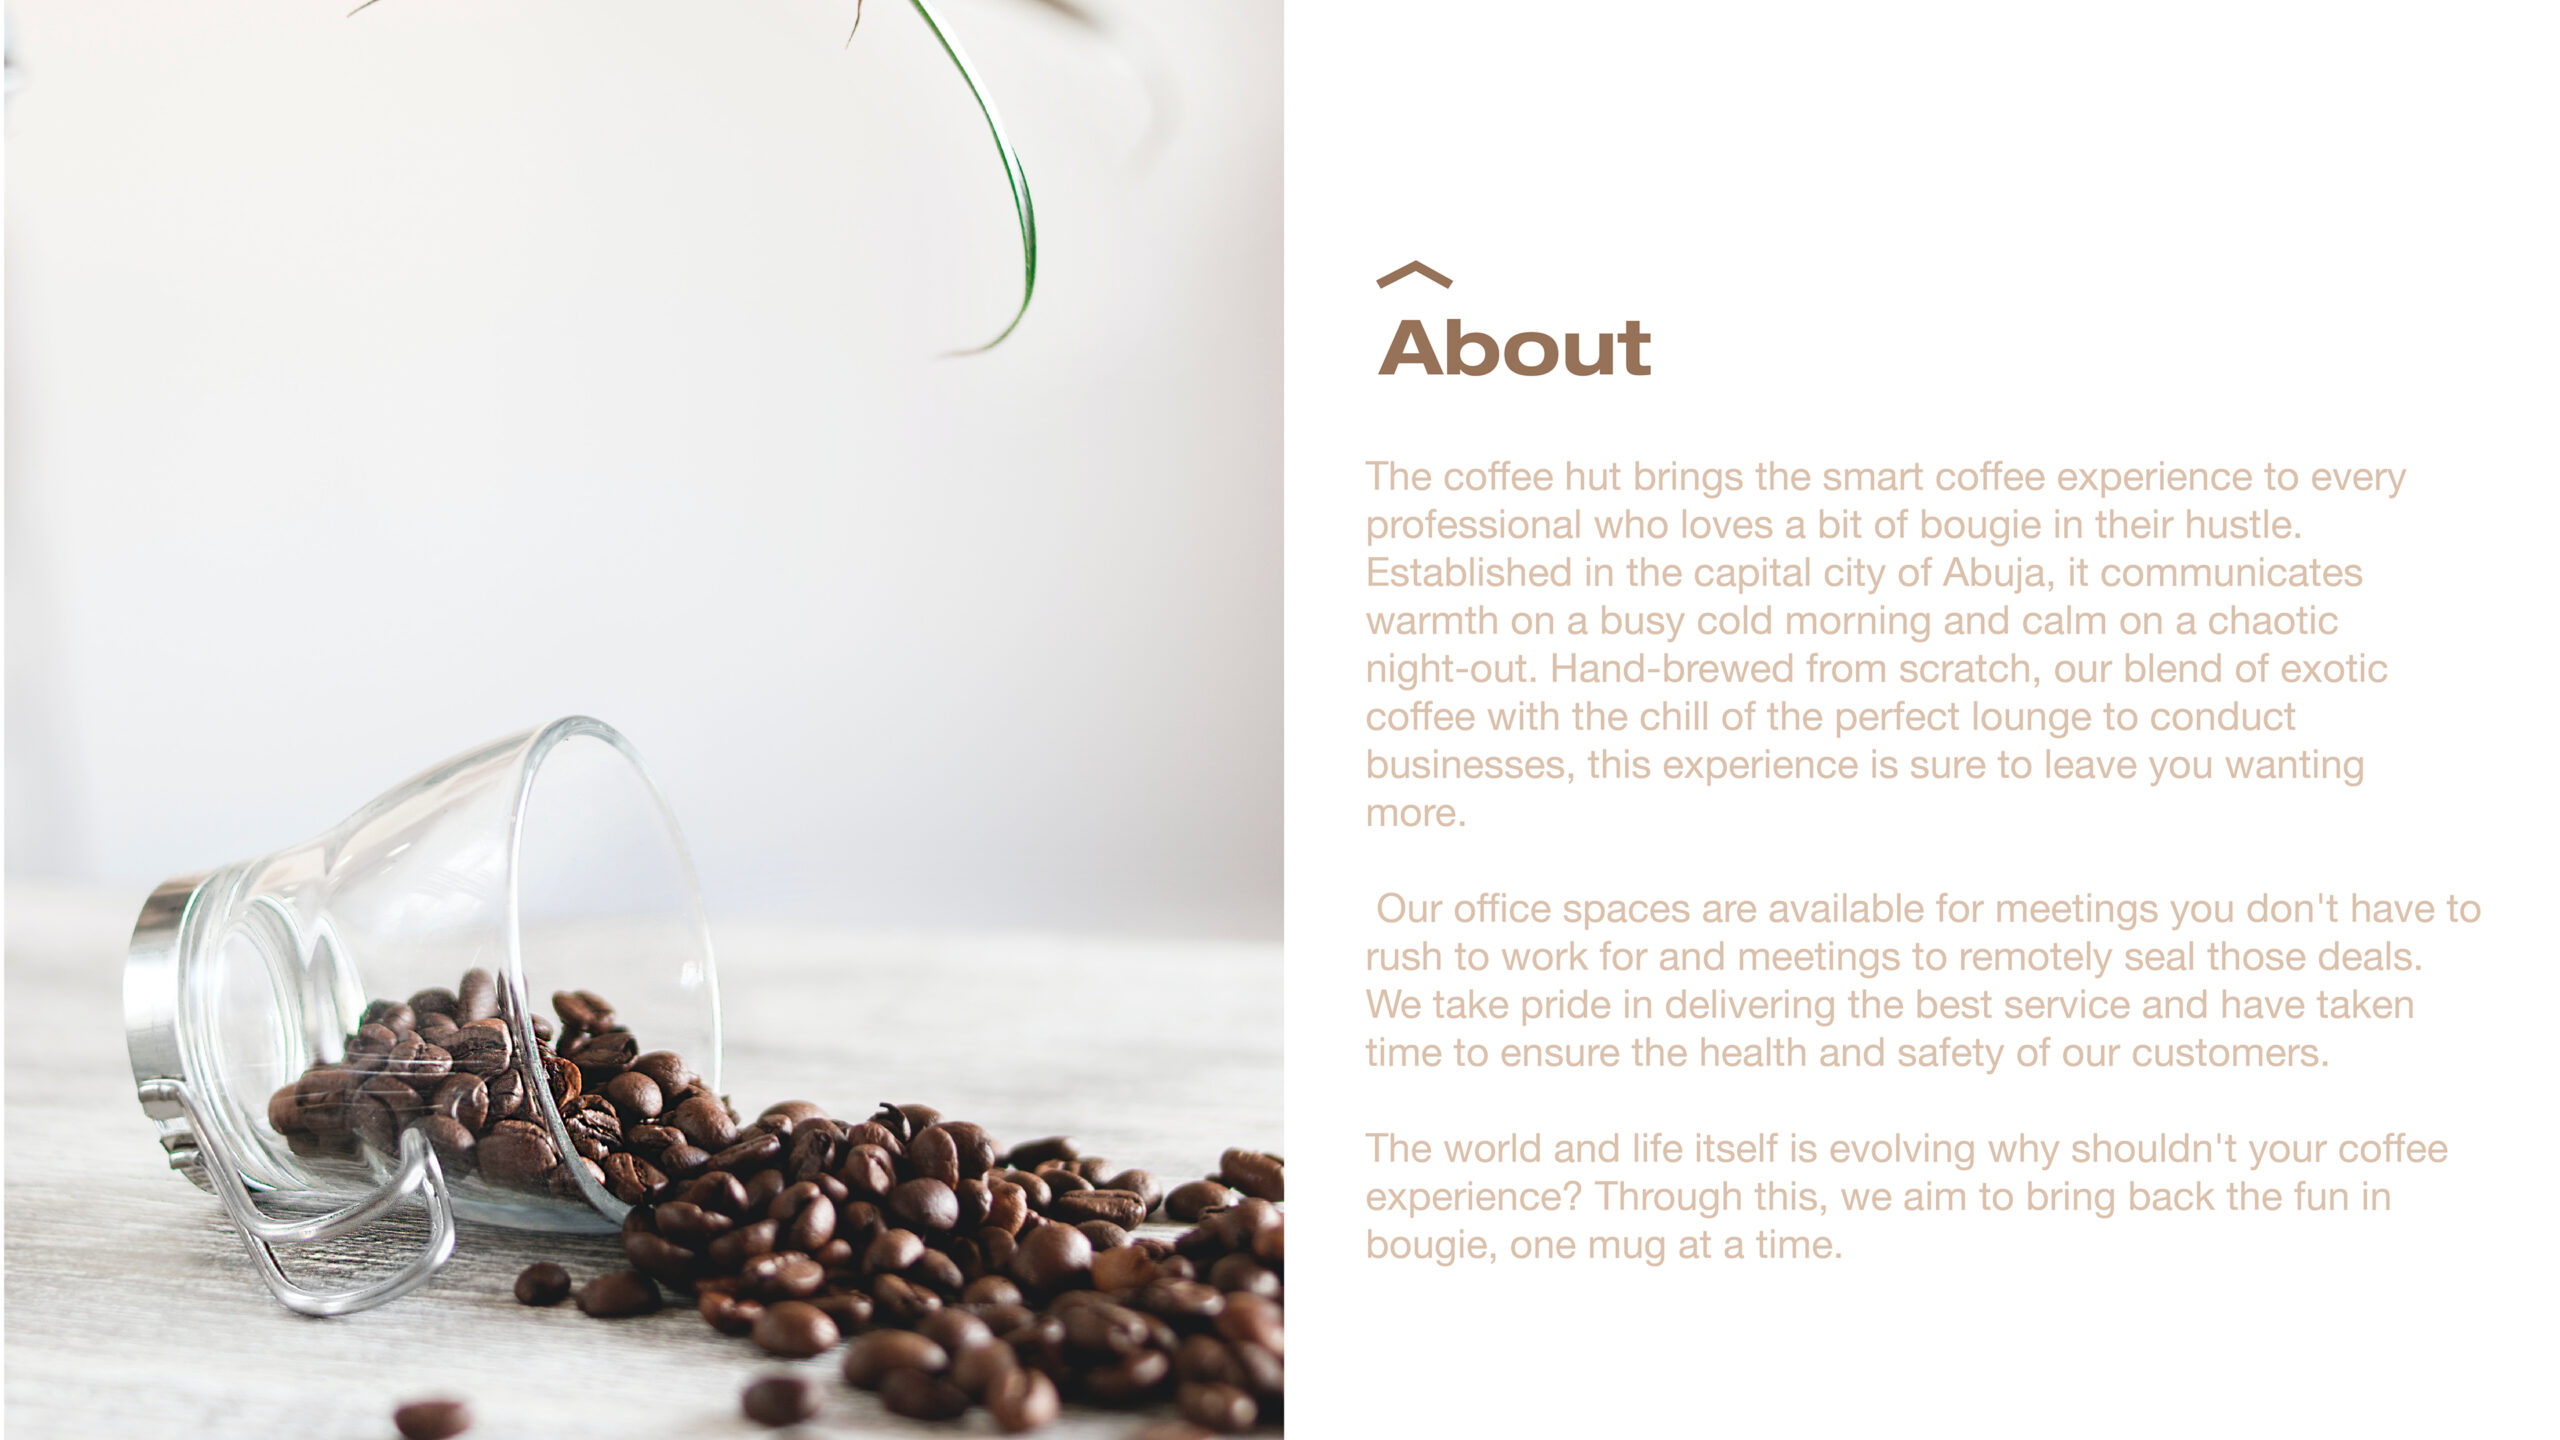 About
The coffee hut brings the smart coffee experience to every
professional who loves a bit of bougie in their hustle.
Established in the capital city of Abuja, it communicates
warmth on a busy cold morning and calm on a chaotic
night-out. Hand-brewed from scratch, our blend of exotic
coffee with the chill of the perfect lounge to conduct
businesses, this experience is sure to leave you wanting
more.
Our office spaces are available for meetings you don't have to
rush to work for and meetings to remotely seal those deals.
We take pride in delivering the best service and have taken
time to ensure the health and safety of our customers.
The world and life itself is evolving why shouldn't your coffee
experience? Through this, we aim to bring back the fun in
bougie, one mug at a time.